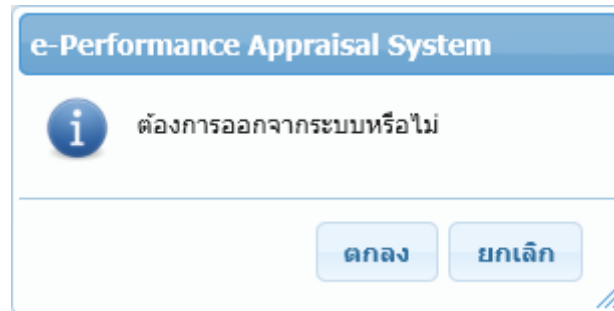 e-Performance Appraisal System
ต้องการออกจากระบบหรือไม่
ตกลง ยกเลิก